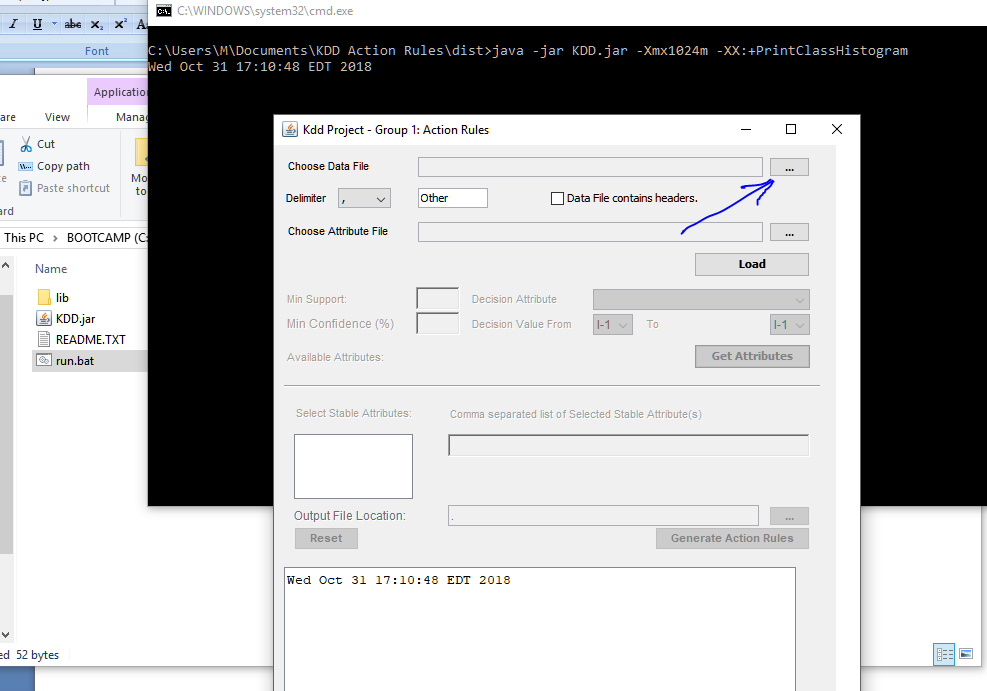 C:\WINDOWS\system32\cmd.exe
I U abc X₂ X² A
Font
C:\Users\M\Documents\KDD Action Rules\dist>java -jar KDD.jar -Xmx1024m -XX:+PrintClassHistogram
Wed Oct 31 17:10:48 EDT 2018
Application
are View Manag
Cut
Copy path
Paste shortcut
Mo
to
ard
This PC > BOOTCAMP (C:
Name
lib
KDD.jar
README.TXT
run.bat
ed 52 bytes
Kdd Project - Group 1: Action Rules
Choose Data File ...
Delimiter , Other Data File contains headers.
Choose Attribute File ...
Load
Min Support: Decision Attribute
Min Confidence (%) Decision Value From I-1 To I-1
Available Attributes: Get Attributes
Select Stable Attributes: Comma separated list of Selected Stable Attribute(s)
Output File Location: . ...
Reset Generate Action Rules
Wed Oct 31 17:10:48 EDT 2018